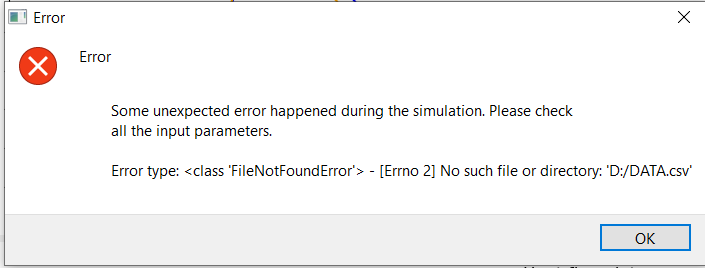 Error
Error
Some unexpected error happened during the simulation. Please check
all the input parameters.
Error type: <class 'FileNotFoundError'> - [Errno 2] No such file or directory: 'D:/DATA.csv'
OK